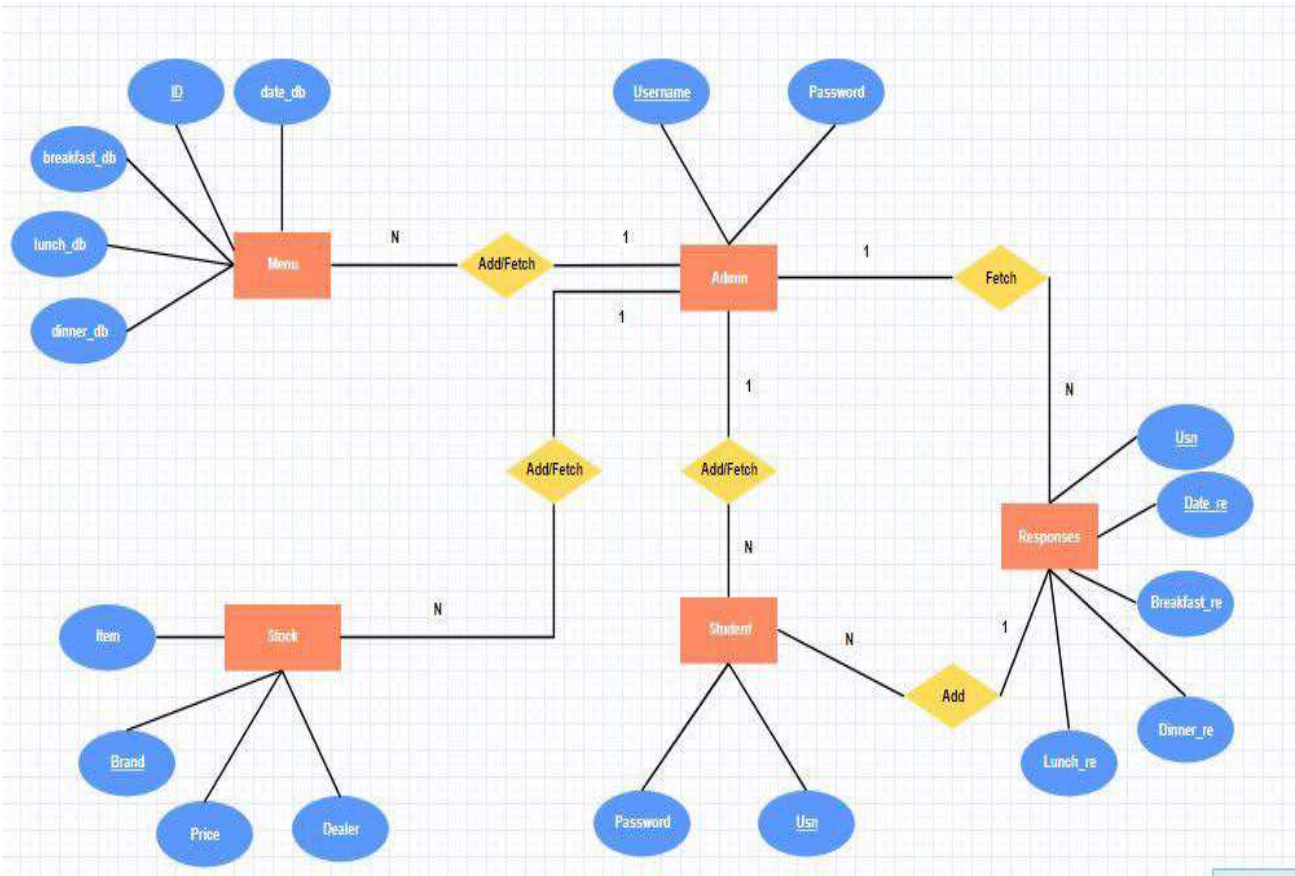 ID
date_db
Username
Password
breakfast_db
lunch_db
dinner_db
Menu
N
Add/Fetch
1
Admin
1
Fetch
1
1
N
Usn
Date_re
Add/Fetch
Add/Fetch
Responses
N
Breakfast_re
Item
Stock
N
Student
N
1
Add
Dinner_re
Brand
Lunch_re
Price
Dealer
Password
Usn